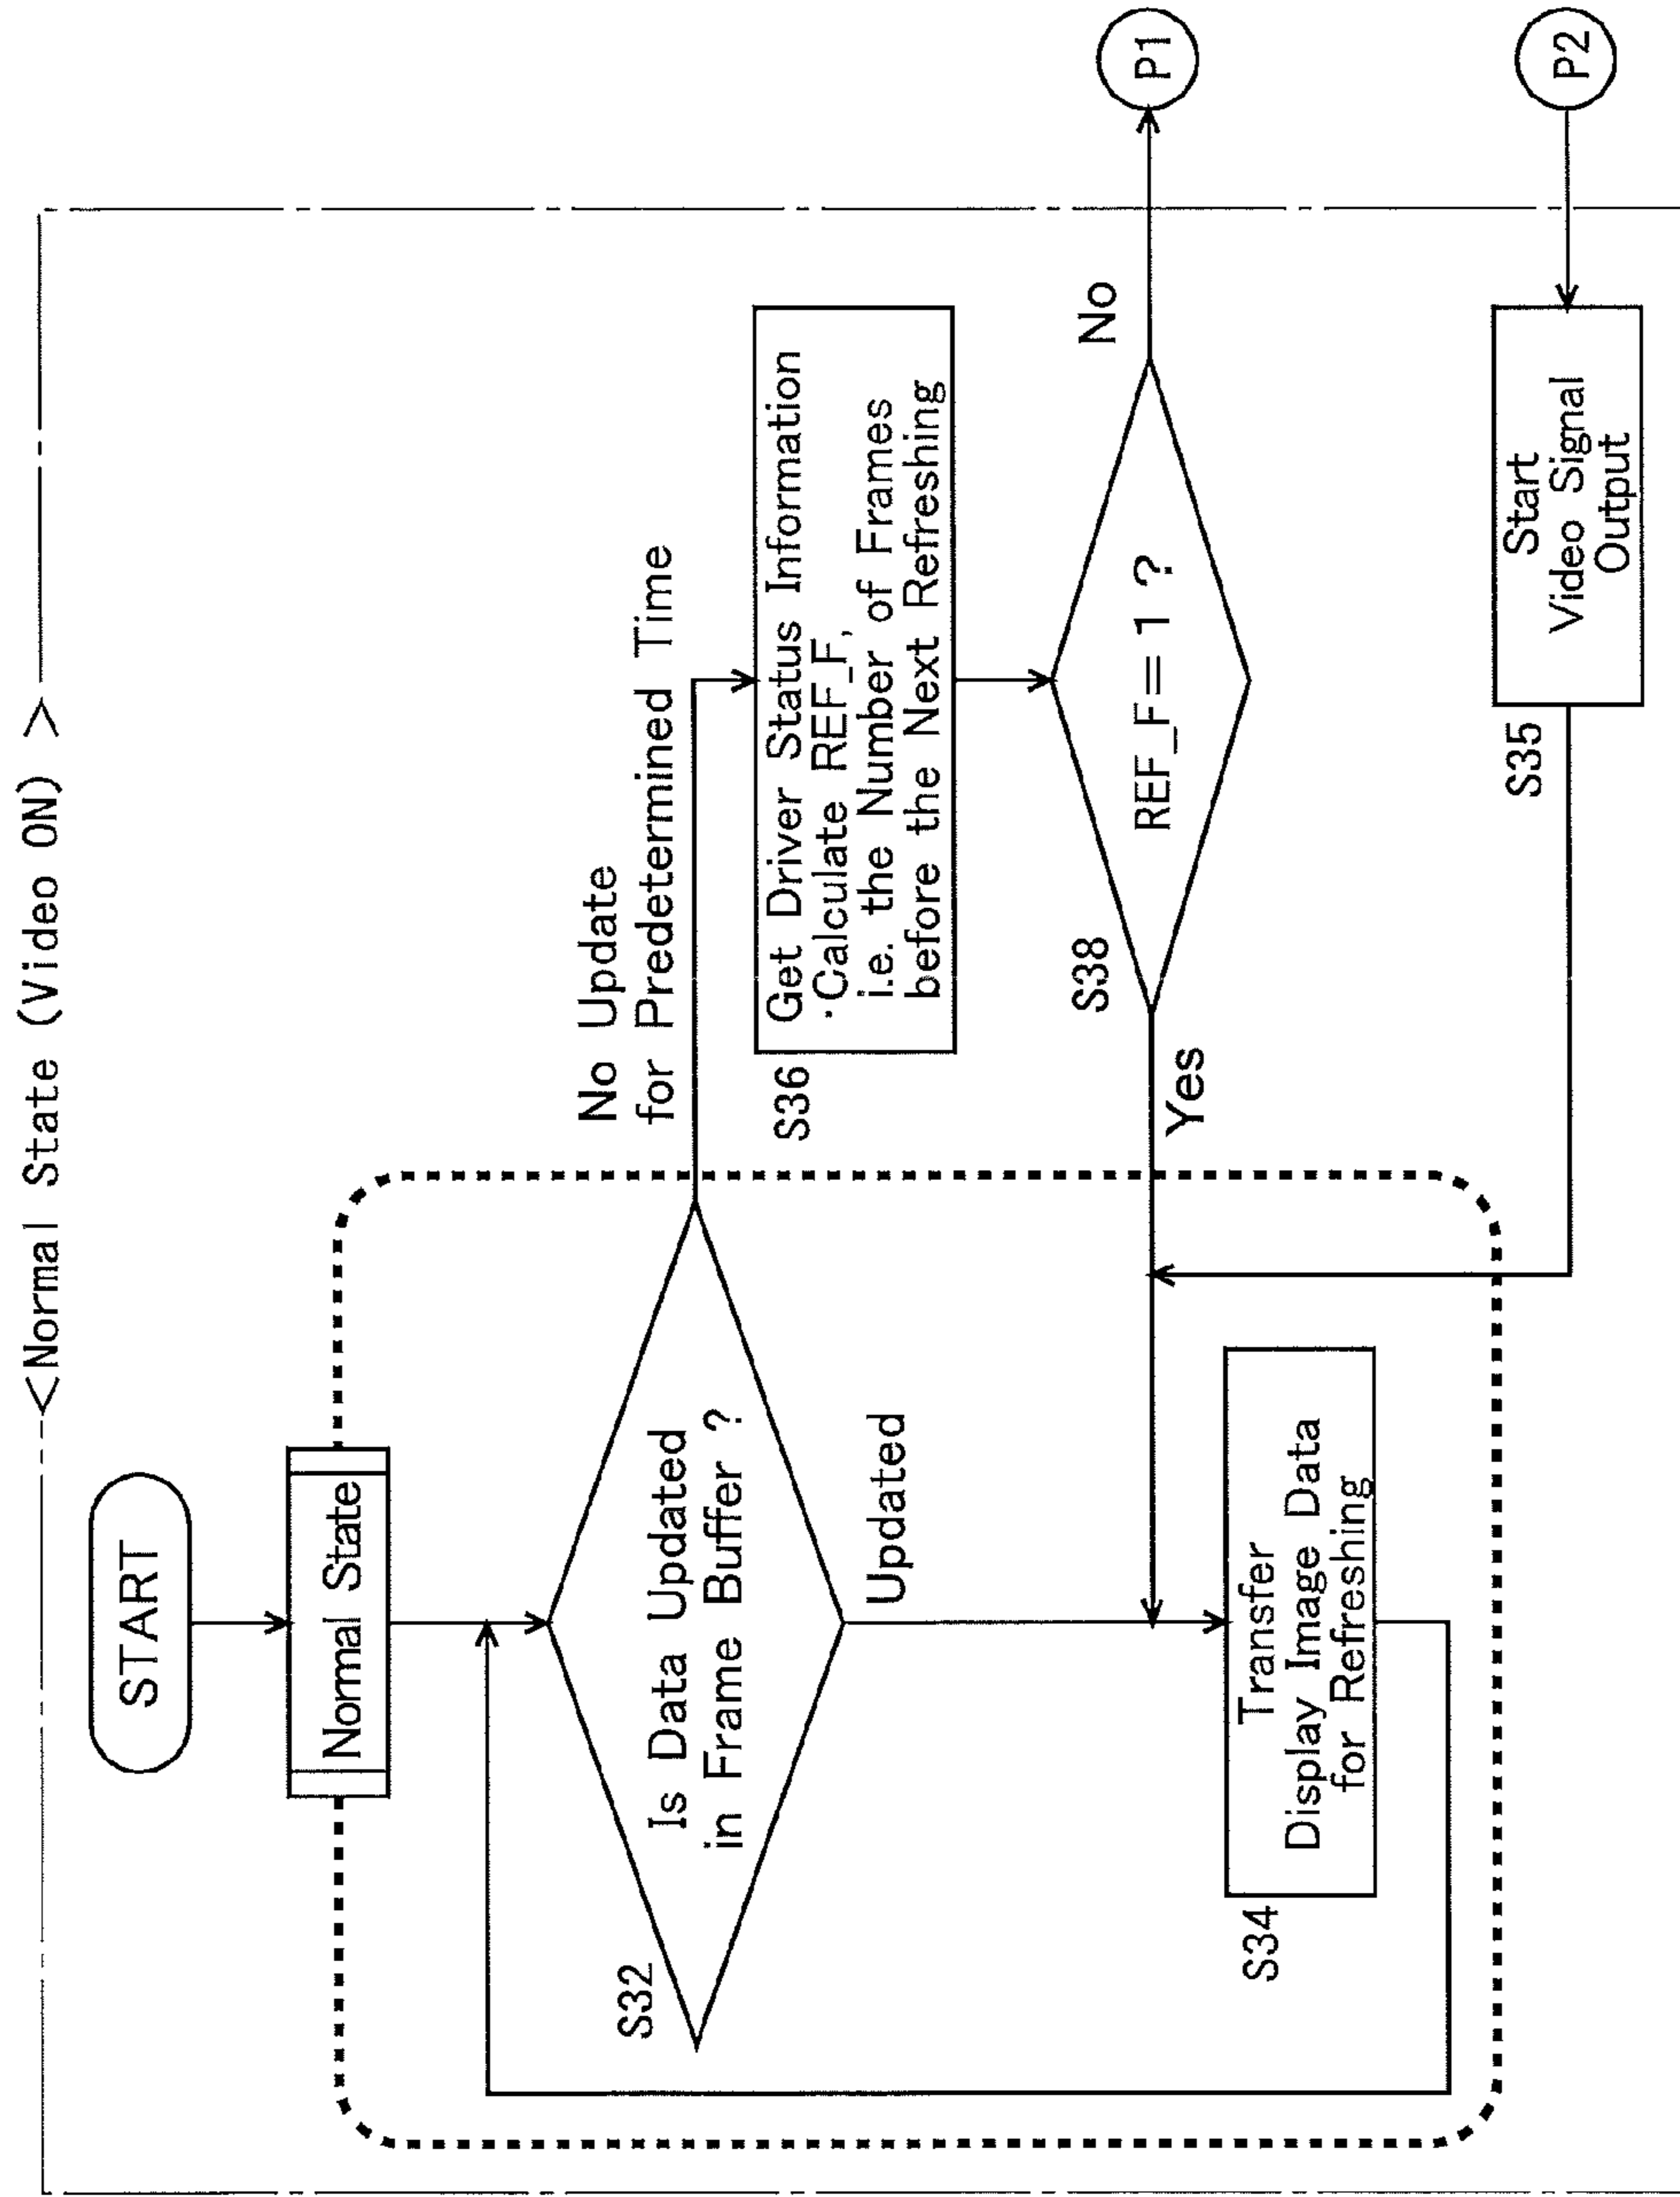 <Normal State (Video ON) >
START
Normal State
S32
Is Data Updated
in Frame Buffer ?
No Update
for Predetermined Time
Updated
S36
Get Driver Status Information
·Calculate REF_F,
i.e. the Number of Frames
before the Next Refreshing
S38
REF_F=1 ?
Yes
No
P1
S34
Transfer
Display Image Data
for Refreshing
S35
Start
Video Signal
Output
P2